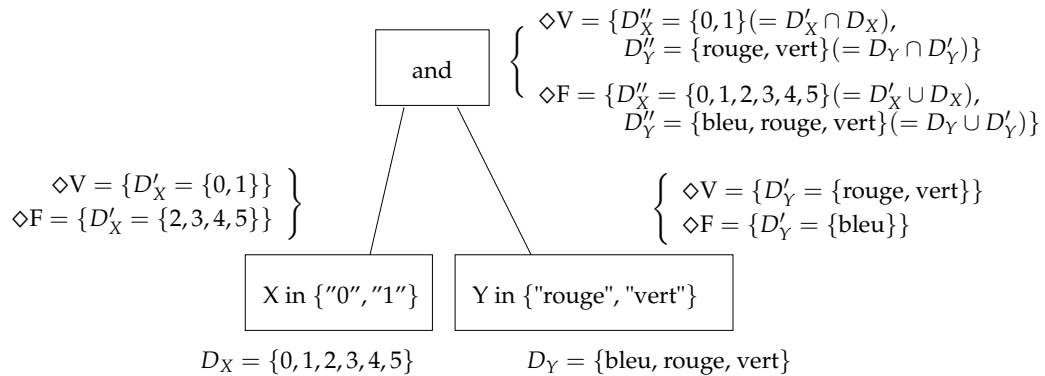 ◇V = {D''_X = {0, 1}(= D'_X ∩ D_X),
D''_Y = {rouge, vert}(= D_Y ∩ D'_Y)}
and
◇F = {D''_X = {0, 1, 2, 3, 4, 5}(= D'_X ∪ D_X),
D''_Y = {bleu, rouge, vert}(= D_Y ∪ D'_Y)}
◇V = {D'_X = {0, 1}}
◇F = {D'_X = {2, 3, 4, 5}}
◇V = {D'_Y = {rouge, vert}}
◇F = {D'_Y = {bleu}}
X in {"0", "1"}
Y in {"rouge", "vert"}
D_X = {0, 1, 2, 3, 4, 5}
D_Y = {bleu, rouge, vert}